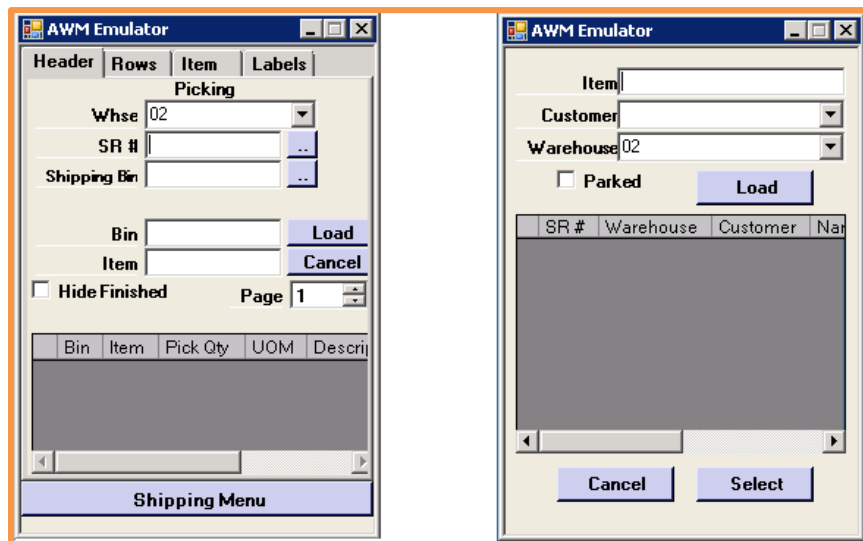 AWM Emulator
Header Rows Item Labels
Picking
Whse 02
SR # ..
Shipping Bin ..
Bin Load
Item Cancel
Hide Finished Page 1
Bin Item Pick Qty UOM Descrip
Shipping Menu
AWM Emulator
Item
Customer
Warehouse 02
Parked Load
SR # Warehouse Customer Nar
Cancel Select